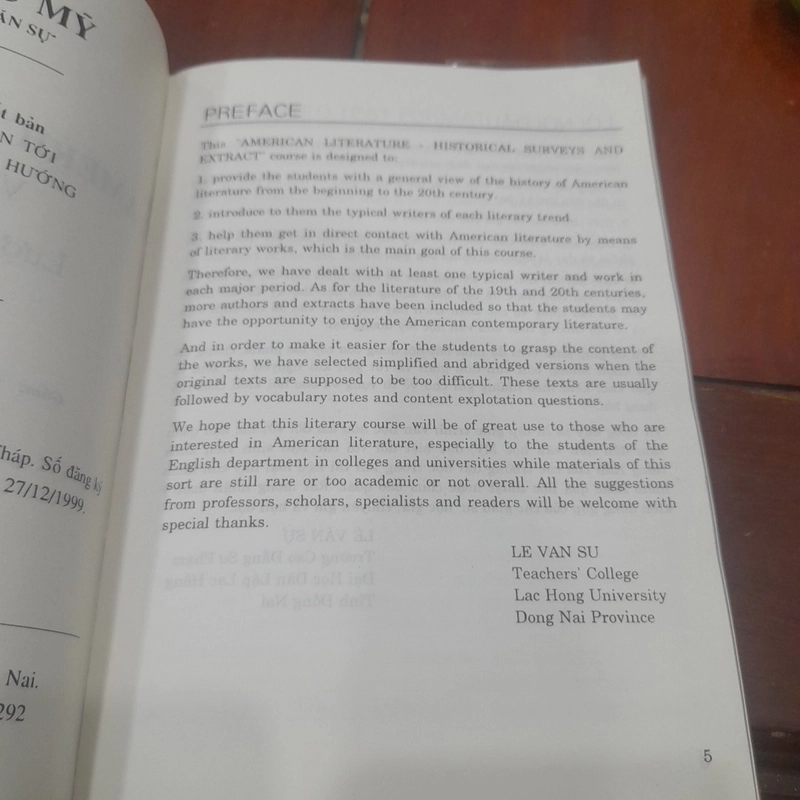 MỸ
ĂN SỰ
t bản
N TỚI
HƯỚNG
Tháp. Số đăng ký
27/12/1999.
Nai.
292
PREFACE
This "AMERICAN LITERATURE - HISTORICAL SURVEYS AND
EXTRACT" course is designed to:
1. provide the students with a general view of the history of American
literature from the beginning to the 20th century.
2. introduce to them the typical writers of each literary trend.
3. help them get in direct contact with American literature by means
of literary works, which is the main goal of this course.
Therefore, we have dealt with at least one typical writer and work in
each major period. As for the literature of the 19th and 20th centuries,
more authors and extracts have been included so that the students may
have the opportunity to enjoy the American contemporary literature.
And in order to make it easier for the students to grasp the content of
the works, we have selected simplified and abridged versions when the
original texts are supposed to be too difficult. These texts are usually
followed by vocabulary notes and content explotation questions.
We hope that this literary course will be of great use to those who are
interested in American literature, especially to the students of the
English department in colleges and universities while materials of this
sort are still rare or too academic or not overall. All the suggestions
from professors, scholars, specialists and readers will be welcome with
special thanks.
LE VAN SU
Teachers' College
Lac Hong University
Dong Nai Province
5